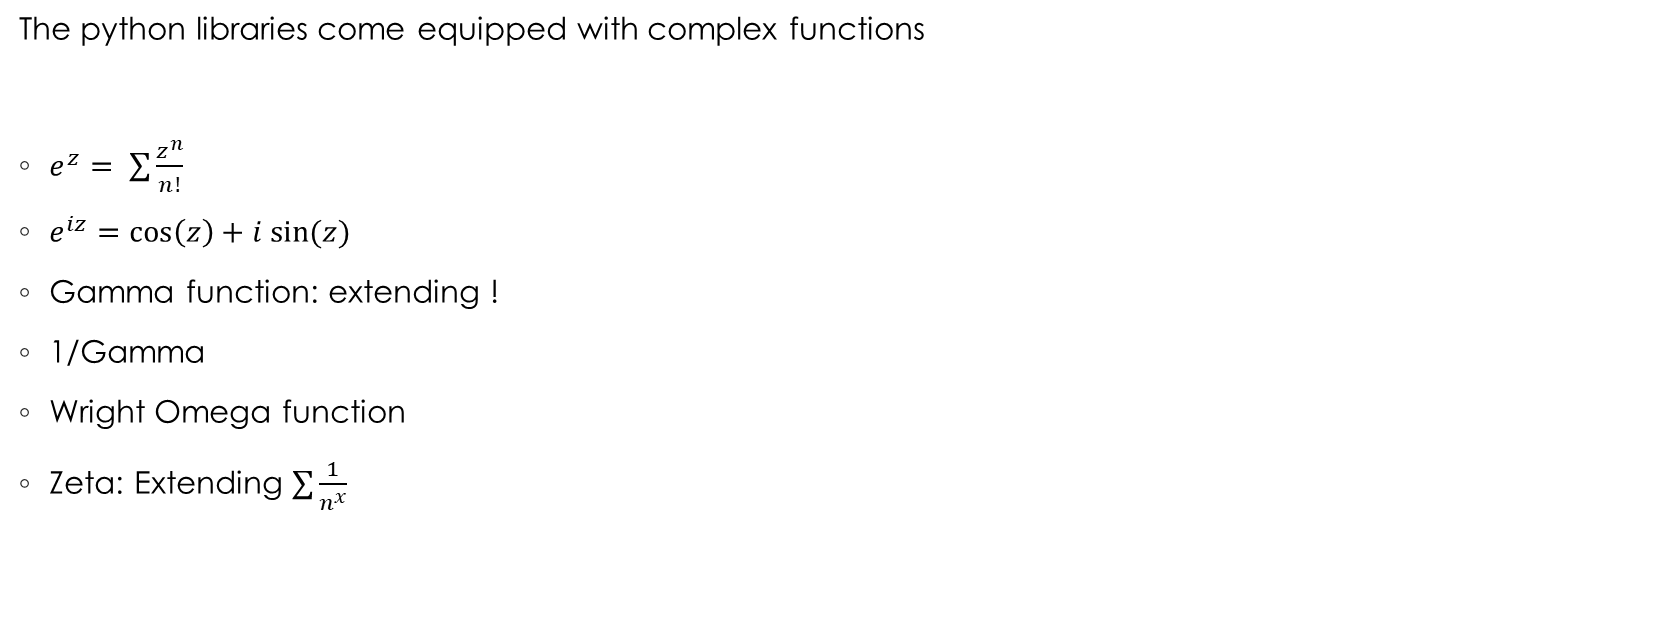 The python libraries come equipped with complex functions
◦ e^z = ∑ z^n/n!
◦ e^{iz} = cos(z) + i sin(z)
◦ Gamma function: extending !
◦ 1/Gamma
◦ Wright Omega function
◦ Zeta: Extending ∑ 1/n^x